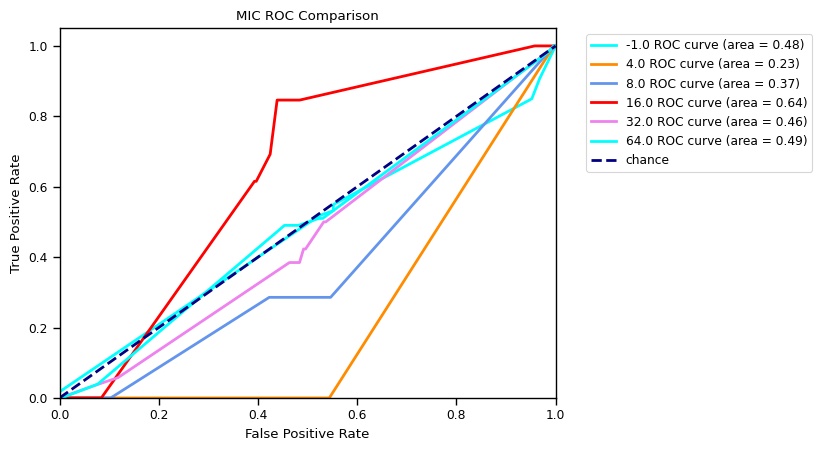 MIC ROC Comparison
1.0
0.8
0.6
0.4
0.2
0.0
True Positive Rate
0.0 0.2 0.4 0.6 0.8 1.0
False Positive Rate
-1.0 ROC curve (area = 0.48)
4.0 ROC curve (area = 0.23)
8.0 ROC curve (area = 0.37)
16.0 ROC curve (area = 0.64)
32.0 ROC curve (area = 0.46)
64.0 ROC curve (area = 0.49)
chance